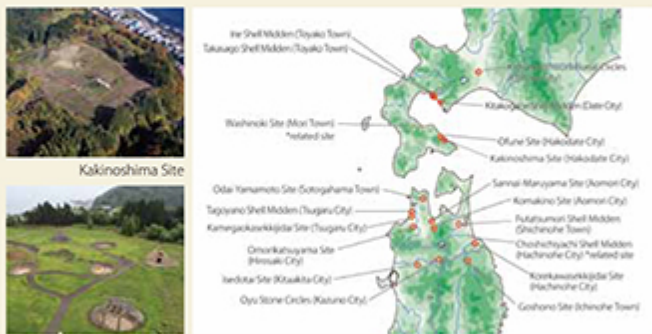 Kakinoshima Site
Irie Shell Midden (Toyako Town)
Takasago Shell Midden (Toyako Town)
Circles
Kitakogane Shell Midden (Date City)
Washinoki Site (Mori Town)
*related site
Ofune Site (Hakodate City)
Kakinoshima Site (Hakodate City)
Odai Yamamoto Site (Sotogahama Town)
Sannai-Maruyama Site (Aomori City)
Tagoyano Shell Midden (Tsugaru City)
Komakino Site (Aomori City)
Kamegaokasekkijidai Site (Tsugaru City)
Futatsumori Shell Midden
(Shichinohe Town)
Omorikatsuyama Site
(Hirosaki City)
Choshichiyachi Shell Midden
(Hachinohe City) *related site
Isedotai Site (Kitaakita City)
Korekawasekkijidai Site
(Hachinohe City)
Oyu Stone Circles (Kazuno City)
Goshono Site (Ichinohe Town)